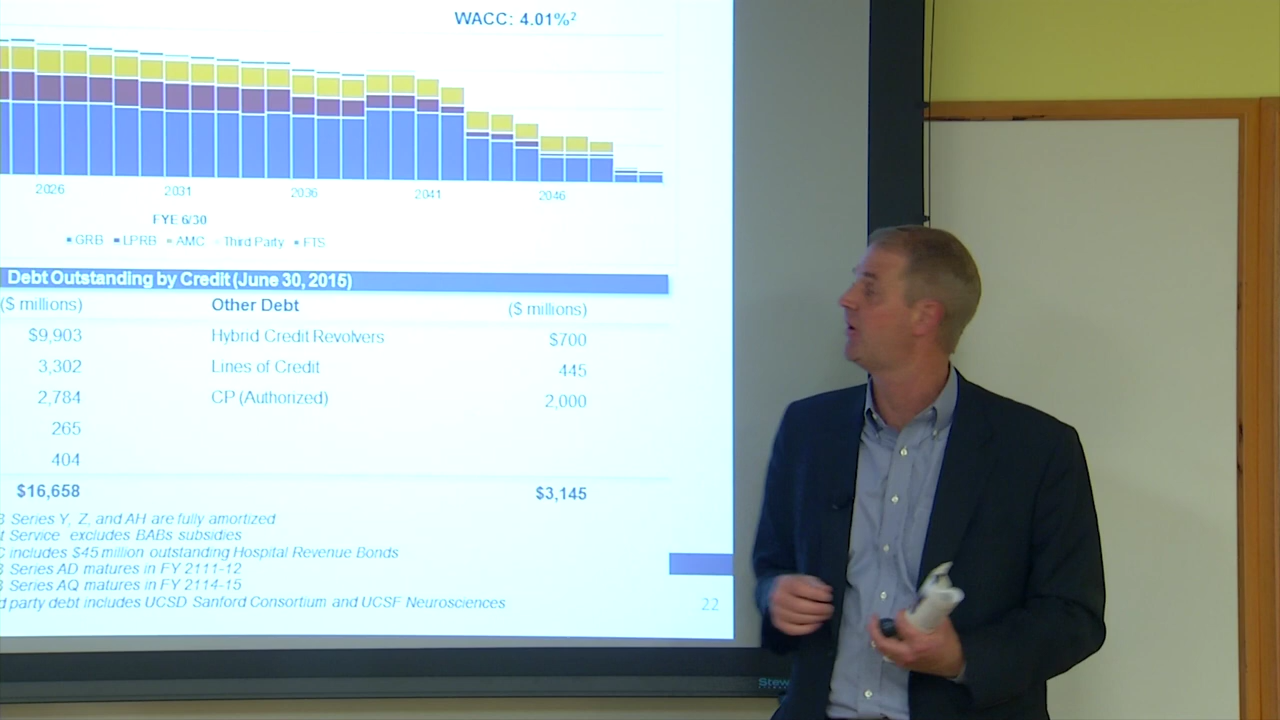 WACC: 4.01%2
2026 2031 2036 2041 2046
FYE 6/30
GRB LPRB AMC Third Party FTS
Debt Outstanding by Credit (June 30, 2015)
($ millions) Other Debt ($ millions)
$9,903 Hybrid Credit Revolvers $700
3,302 Lines of Credit 445
2,784 CP (Authorized) 2,000
265
404
$16,658 $3,145
Series Y, Z, and AH are fully amortized
Service excludes BABs subsidies
includes $45 million outstanding Hospital Revenue Bonds
Series AD matures in FY 2111-12
Series AQ matures in FY 2114-15
party debt includes UCSD Sanford Consortium and UCSF Neurosciences
22